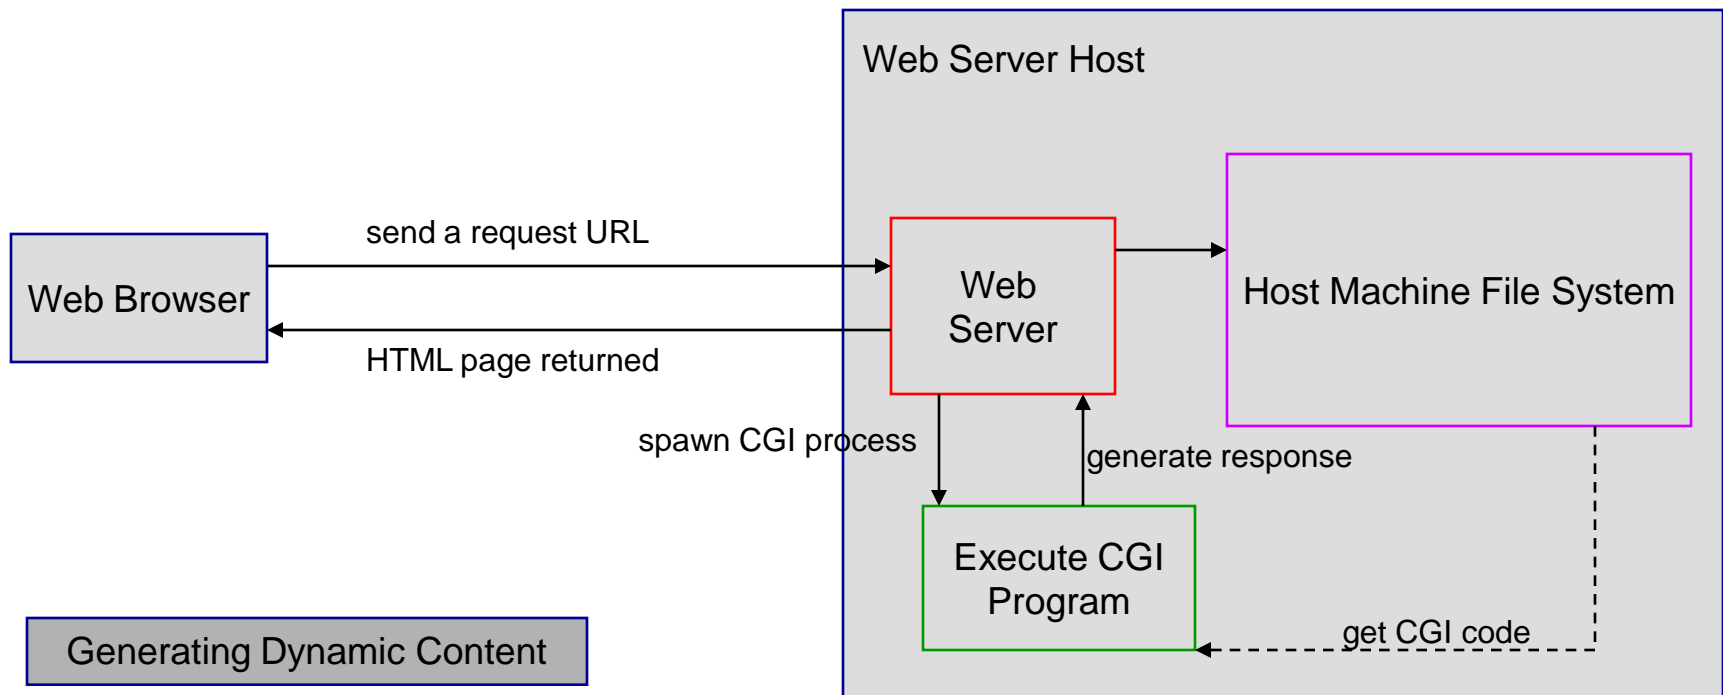 Web Server Host
send a request URL
Web Browser
Web
Server
Host Machine File System
HTML page returned
spawn CGI process
generate response
Execute CGI
Program
get CGI code
Generating Dynamic Content